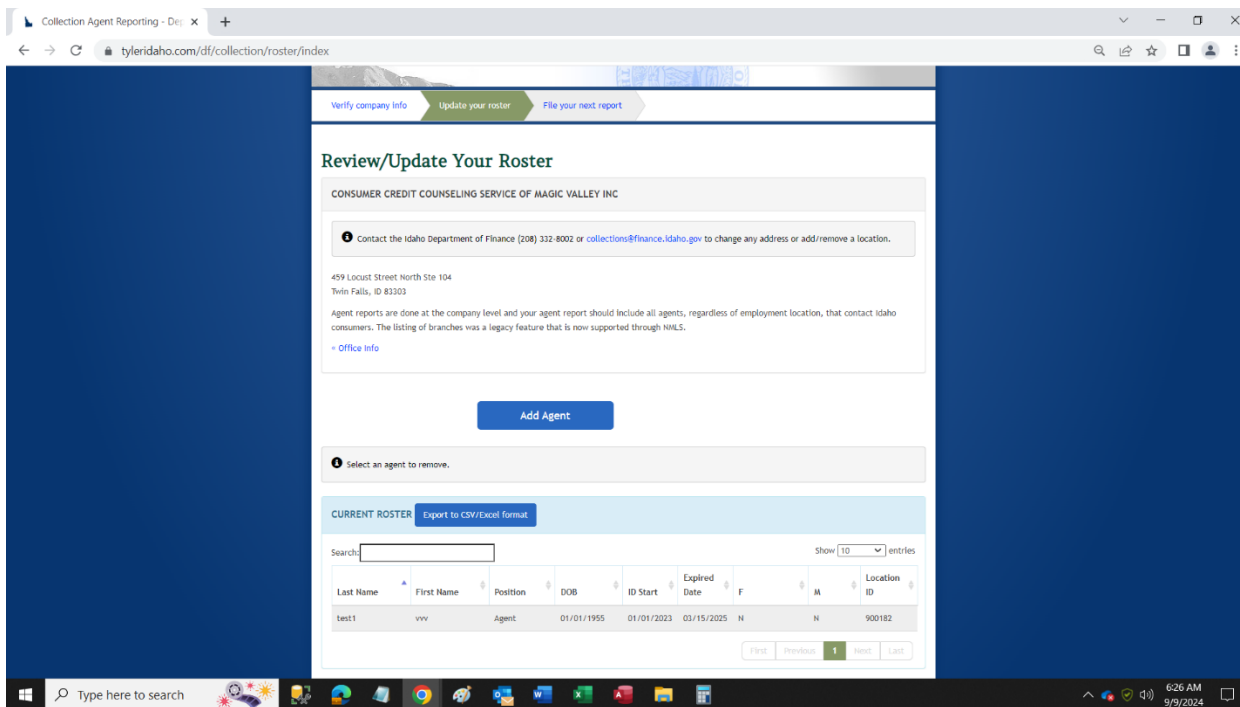 Collection Agent Reporting - Dep
tyleridaho.com/df/collection/roster/index
Verify company info
Update your roster
File your next report
Review/Update Your Roster
CONSUMER CREDIT COUNSELING SERVICE OF MAGIC VALLEY INC
Contact the Idaho Department of Finance (208) 332-8002 or collections@finance.idaho.gov to change any address or add/remove a location.
459 Locust Street North Ste 104
Twin Falls, ID 83303
Agent reports are done at the company level and your agent report should include all agents, regardless of employment location, that contact Idaho
consumers. The listing of branches was a legacy feature that is now supported through NMLS.
« Office Info
Add Agent
Select an agent to remove.
CURRENT ROSTER Export to CSV/Excel format
Search: Show 10 entries
Last Name First Name Position DOB ID Start Expired Date F M Location ID
test1 vvv Agent 01/01/1955 01/01/2023 03/15/2025 N N 900182
First Previous 1 Next Last
Type here to search
6:26 AM
9/9/2024